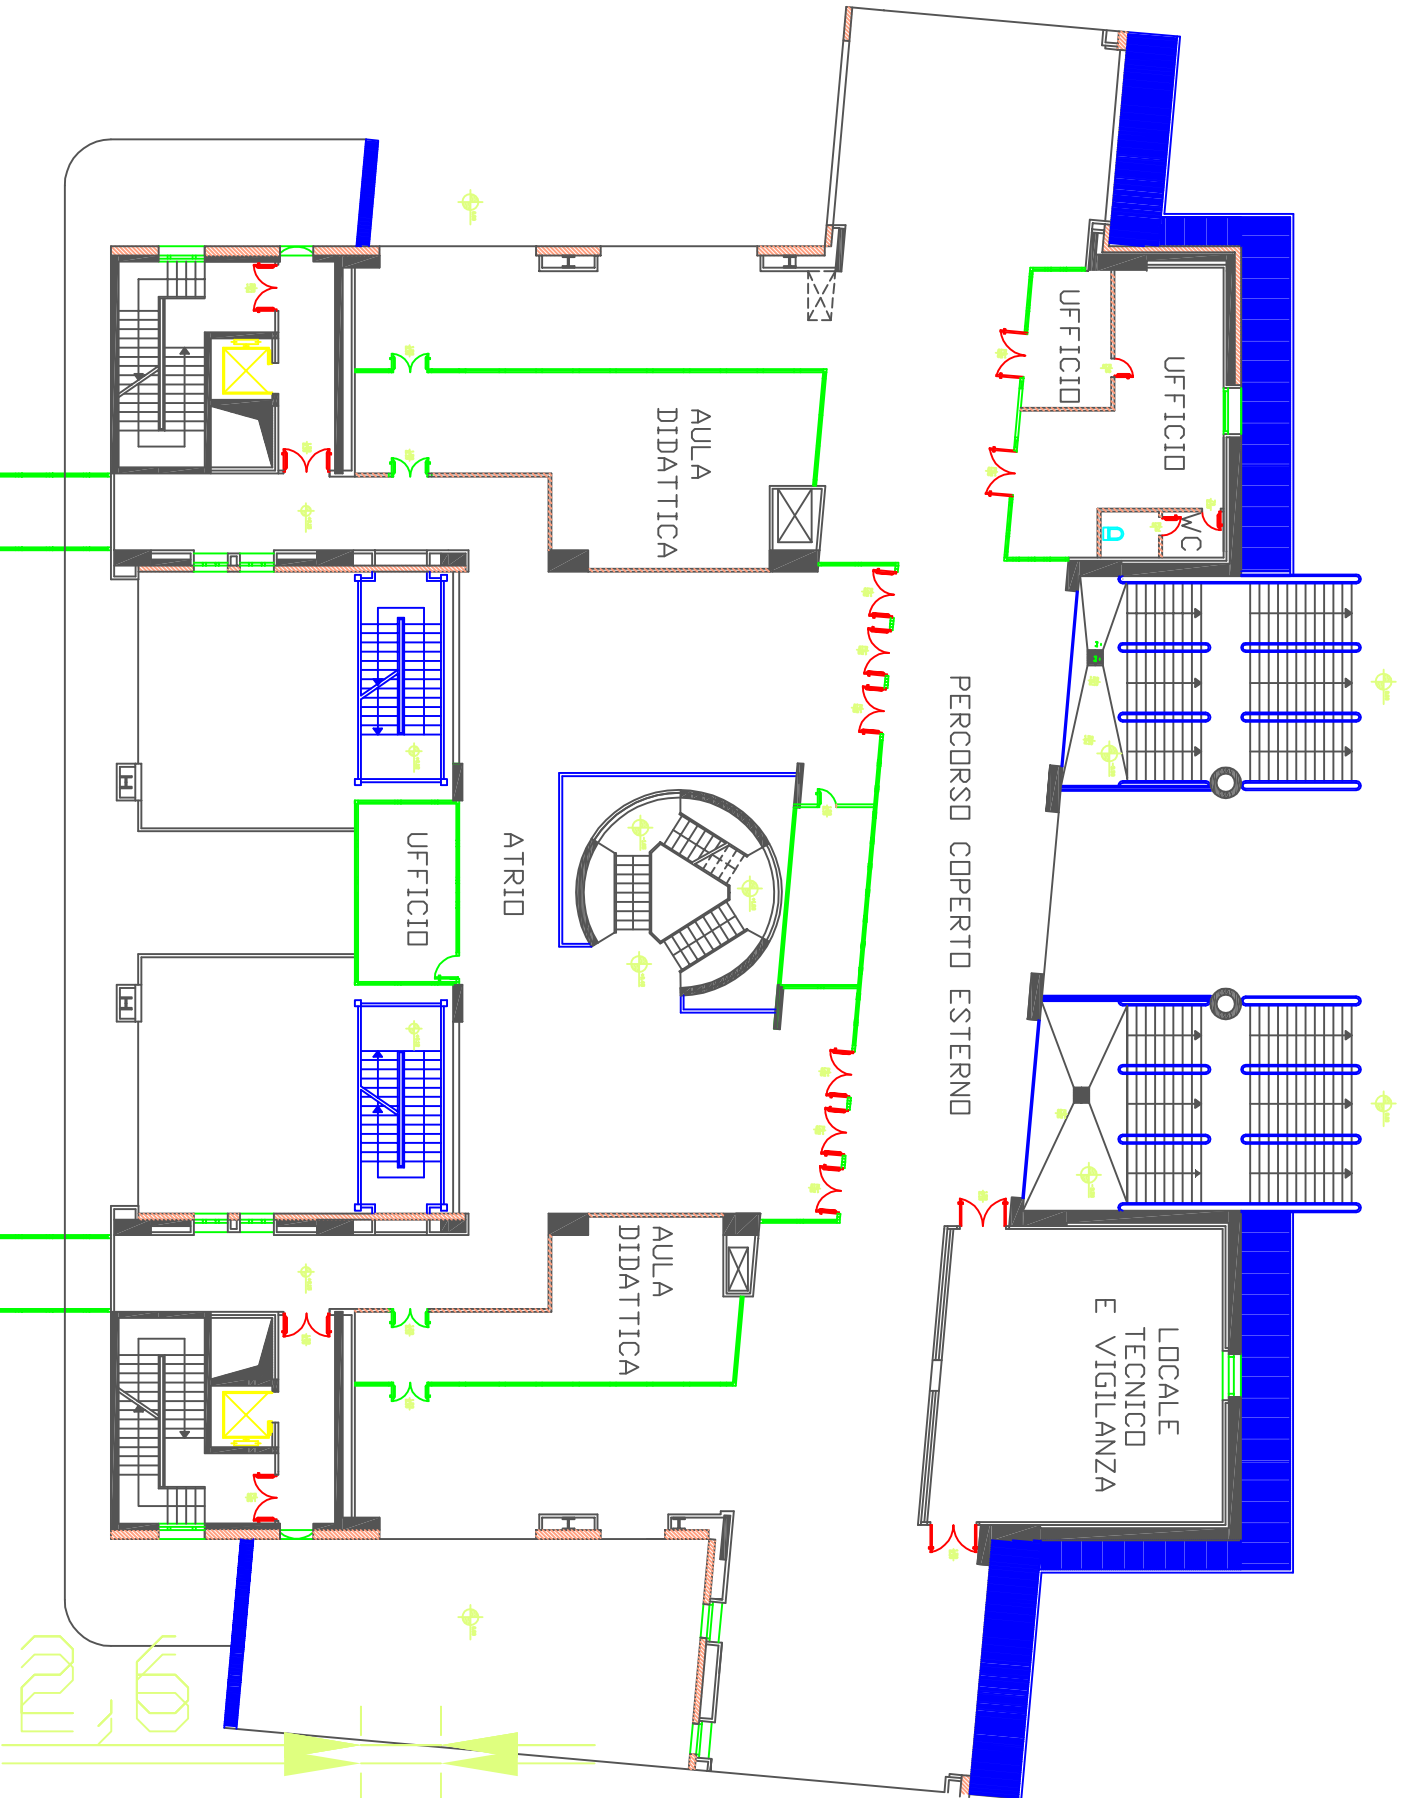 UFFICIO
UFFICIO
WC
AULA
DIDATTICA
PERCORSO COPERTO ESTERNO
ATRIO
UFFICIO
AULA
DIDATTICA
LOCALE
TECNICO
E VIGILANZA
H
H
2,6